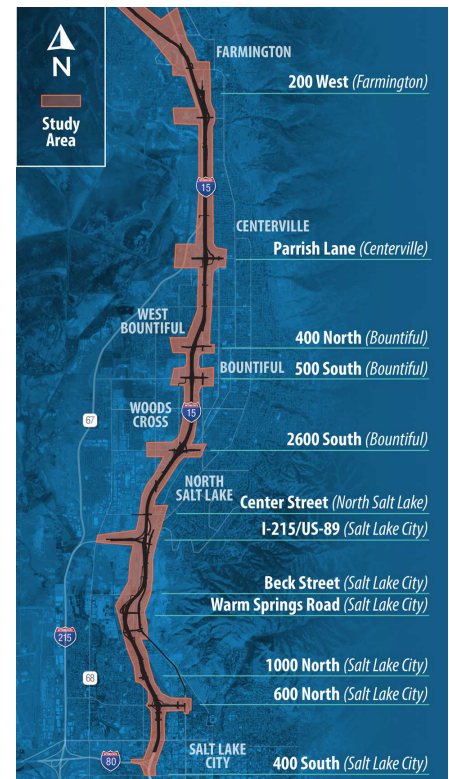 N
Study
Area
FARMINGTON
200 West (Farmington)
15
CENTERVILLE
Parrish Lane (Centerville)
WEST
BOUNTIFUL
400 North (Bountiful)
BOUNTIFUL
500 South (Bountiful)
WOODS
CROSS
15
67
2600 South (Bountiful)
NORTH
SALT LAKE
Center Street (North Salt Lake)
I-215/US-89 (Salt Lake City)
Beck Street (Salt Lake City)
Warm Springs Road (Salt Lake City)
215
1000 North (Salt Lake City)
68
600 North (Salt Lake City)
SALT LAKE
CITY
80
400 South (Salt Lake City)